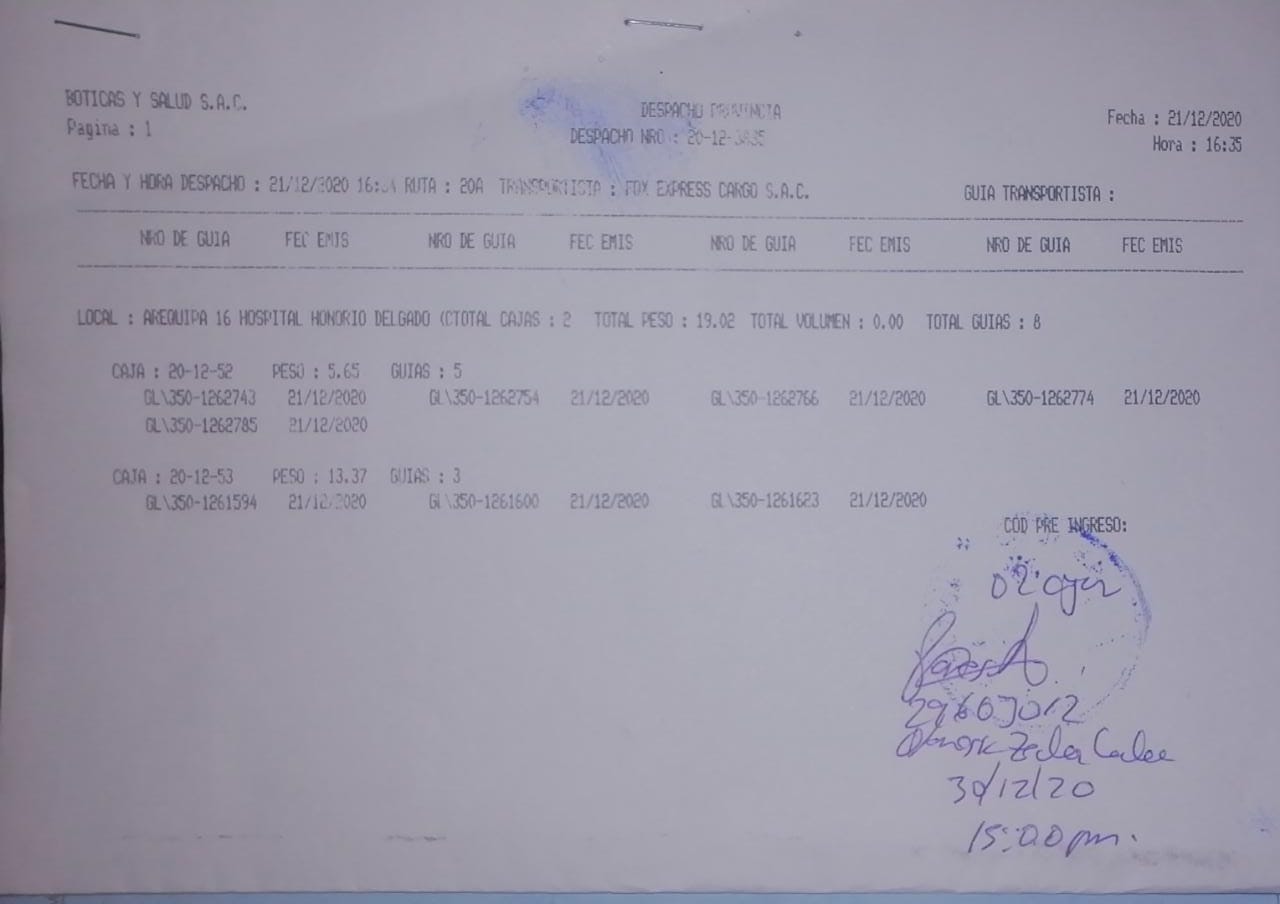 BOTICAS Y SALUD S.A.C.
Pagina : 1
DESPACHO PROVINCIA
DESPACHO NRO : 20-12-
Fecha : 21/12/2020
Hora : 16:35
FECHA Y HORA DESPACHO : 21/12/2020 RUTA : 20A TRANSPORTISTA : FOX EXPRESS CARGO S.A.C. GUIA TRANSPORTISTA :
NRO DE GUIA FEC EMIS NRO DE GUIA FEC EMIS NRO DE GUIA FEC EMIS NRO DE GUIA FEC EMIS
LOCAL : AREQUIPA 16 HOSPITAL HONORIO DELGADO (CTOTAL CAJAS : 2 TOTAL PESO : 19.02 TOTAL VOLUMEN : 0.00 TOTAL GUIAS : 8
CAJA : 20-12-52 PESO : 5.65 GUIAS : 5
GL\350-1262743 21/12/2020 GL\350-1262754 21/12/2020 GL\350-1262766 21/12/2020 GL\350-1262774 21/12/2020
GL\350-1262785 21/12/2020
CAJA : 20-12-53 PESO : 13.37 GUIAS : 3
GL\350-1261594 21/12/2020 GL\350-1261600 21/12/2020 GL\350-1261623 21/12/2020
COD PRE INGRESO:
02
30/12/20
15:00 pm.